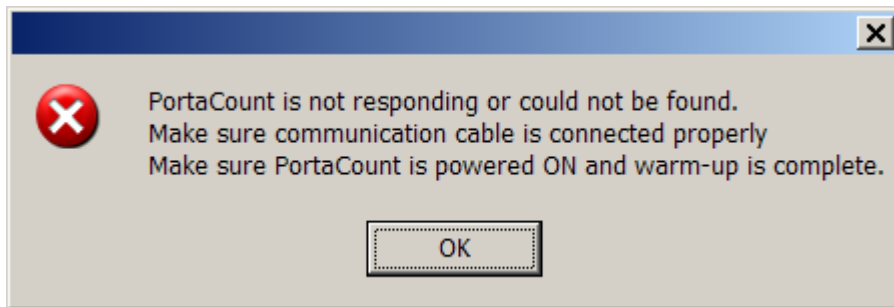 PortaCount is not responding or could not be found.
Make sure communication cable is connected properly
Make sure PortaCount is powered ON and warm-up is complete.
OK